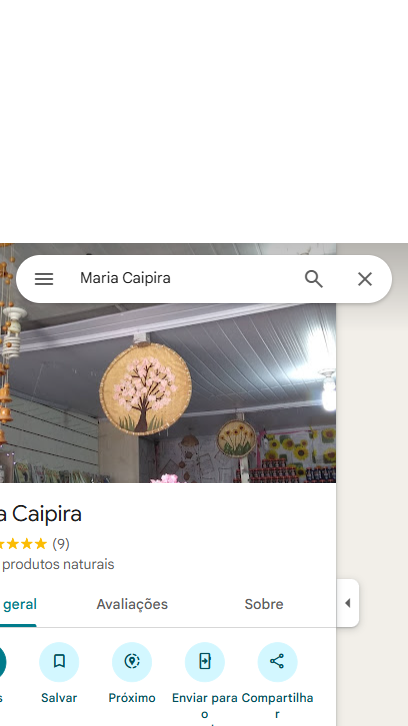 Maria Caipira
a Caipira
(9)
produtos naturais
geral
Avaliações
Sobre
s
Salvar
Próximo
Enviar para o
Compartilhar